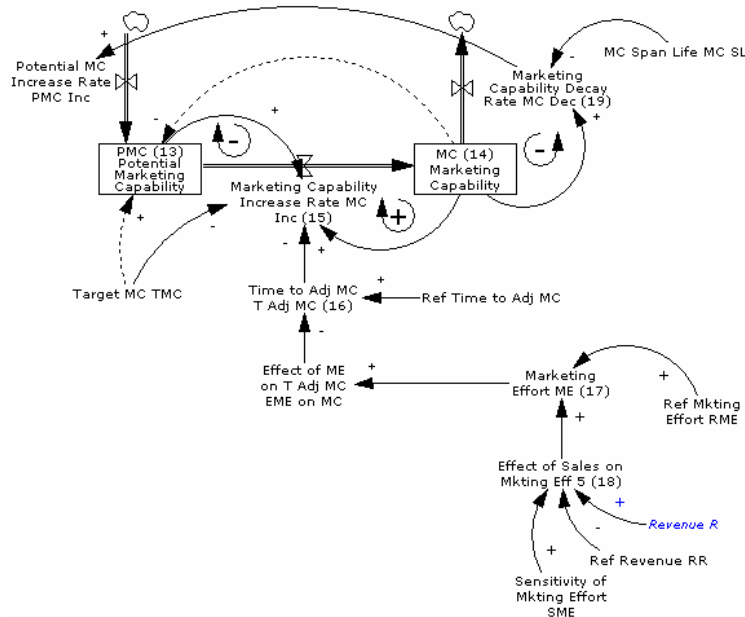 Potential MC
Increase Rate
PMC Inc
+
-
MC Span Life MC SL
Marketing
Capability Decay
Rate MC Dec (19)
+
+
-
PMC (13)
Potential
Marketing
Capability
-
MC (14)
Marketing
Capability
-
Marketing Capability
Increase Rate MC
Inc (15)
+
+
-
-
+
Target MC TMC
Time to Adj MC
T Adj MC (16)
+
Ref Time to Adj MC
-
Effect of ME
on T Adj MC
EME on MC
+
Marketing
Effort ME (17)
+
Ref Mkting
Effort RME
+
Effect of Sales on
Mkting Eff 5 (18)
+
Revenue R
-
Ref Revenue RR
+
Sensitivity of
Mkting Effort
SME